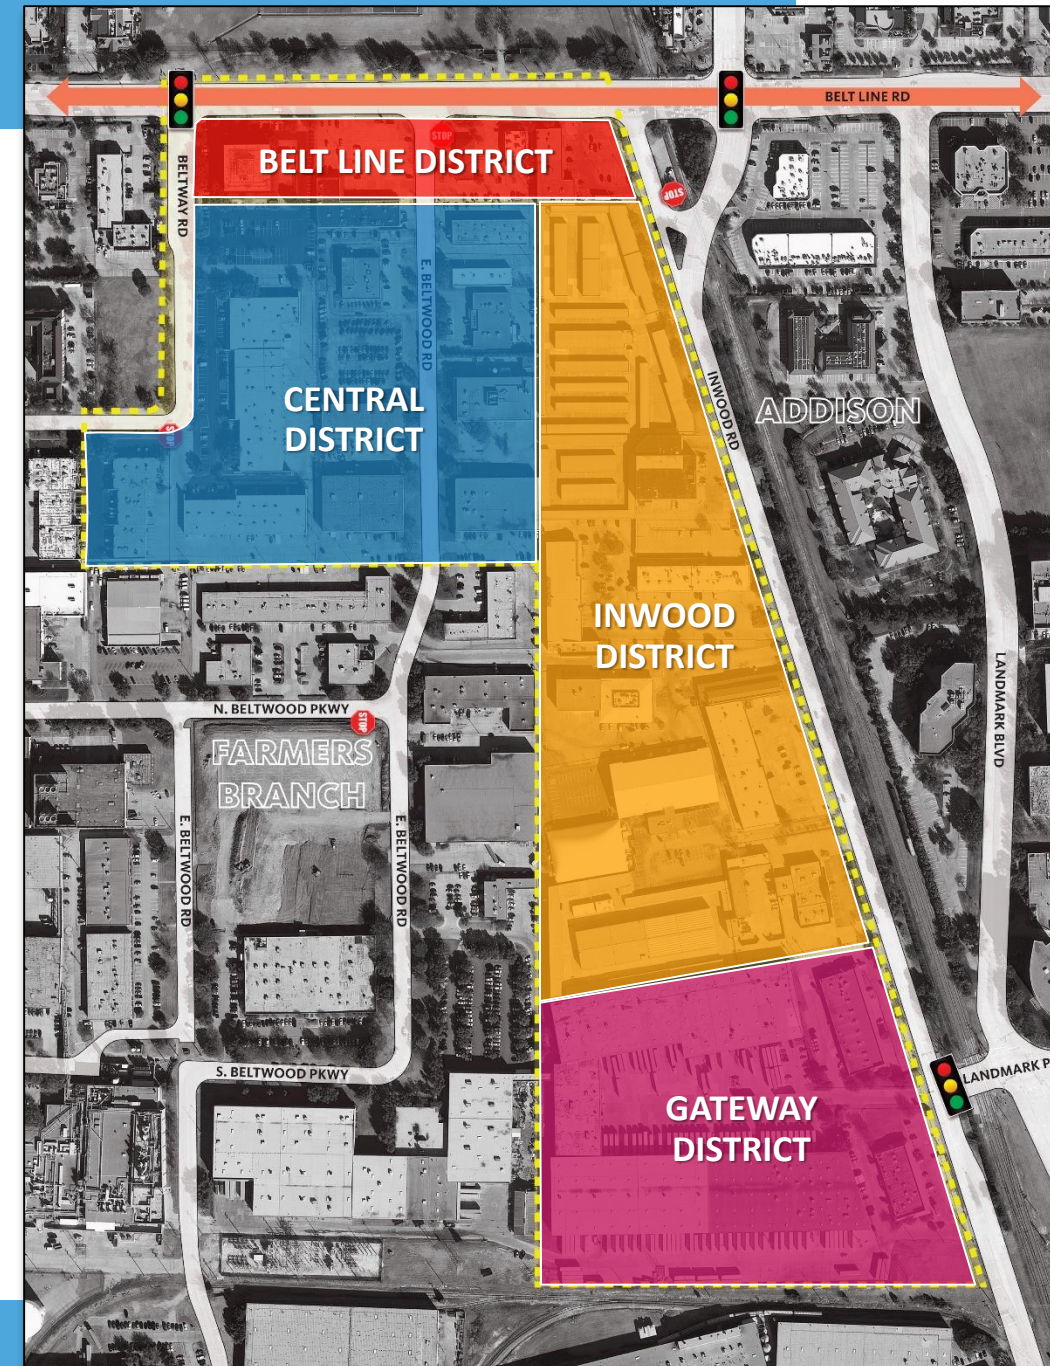 BELT LINE RD
STOP
BELT LINE DISTRICT
BELTWAY RD
STOP
E. BELTWOOD RD
CENTRAL
DISTRICT
INWOOD RD
ADDISON
STOP
INWOOD
DISTRICT
LANDMARK BLVD
N. BELTWOOD PKWY
STOP
FARMERS
BRANCH
E. BELTWOOD RD
E. BELTWOOD RD
S. BELTWOOD PKWY
LANDMARK P
GATEWAY
DISTRICT